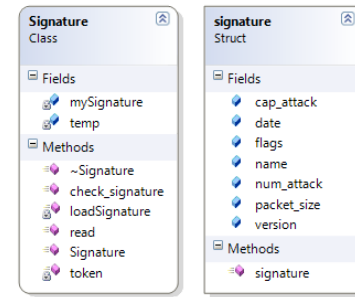 Signature
Class
Fields
mySignature
temp
Methods
~Signature
check_signature
loadSignature
read
Signature
token
signature
Struct
Fields
cap_attack
date
flags
name
num_attack
packet_size
version
Methods
signature